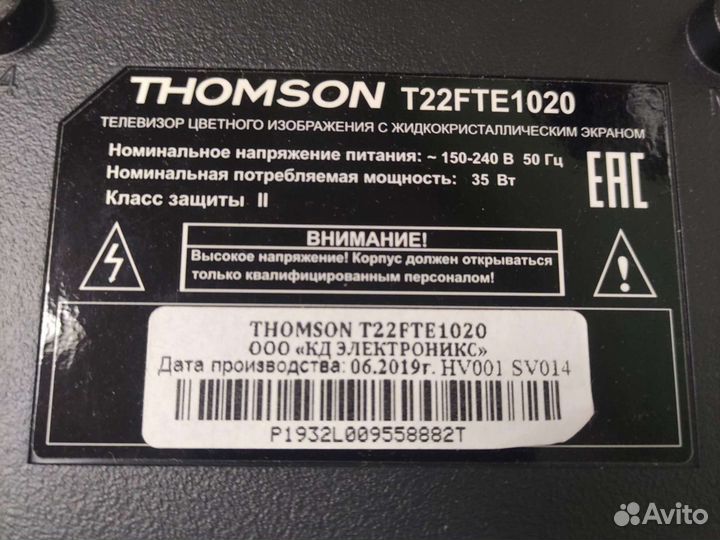 THOMSON T22FTE1020
ТЕЛЕВИЗОР ЦВЕТНОГО ИЗОБРАЖЕНИЯ С ЖИДКОКРИСТАЛЛИЧЕСКИМ ЭКРАНОМ
Номинальное напряжение питания: ~ 150-240 В 50 Гц
Номинальная потребляемая мощность: 35 Вт
Класс защиты II
EAC
ВНИМАНИЕ!
Высокое напряжение! Корпус должен открываться
только квалифицированным персоналом!
THOMSON T22FTE1020
ООО «КД ЭЛЕКТРОНИКС»
Дата производства: 06.2019г. HV001 SV014
P1932L009558882T
Avito